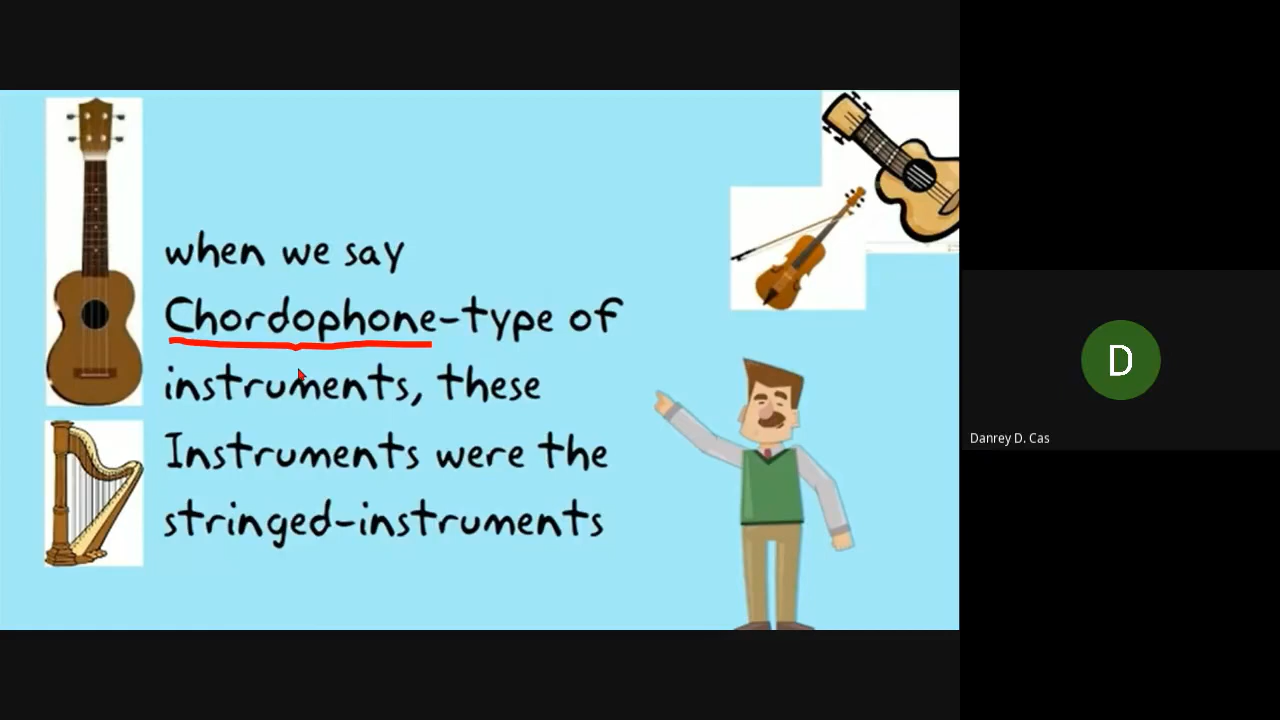 when we say
Chordophone-type of
instruments, these
Instruments were the
stringed-instruments
D
Danrey D. Cas